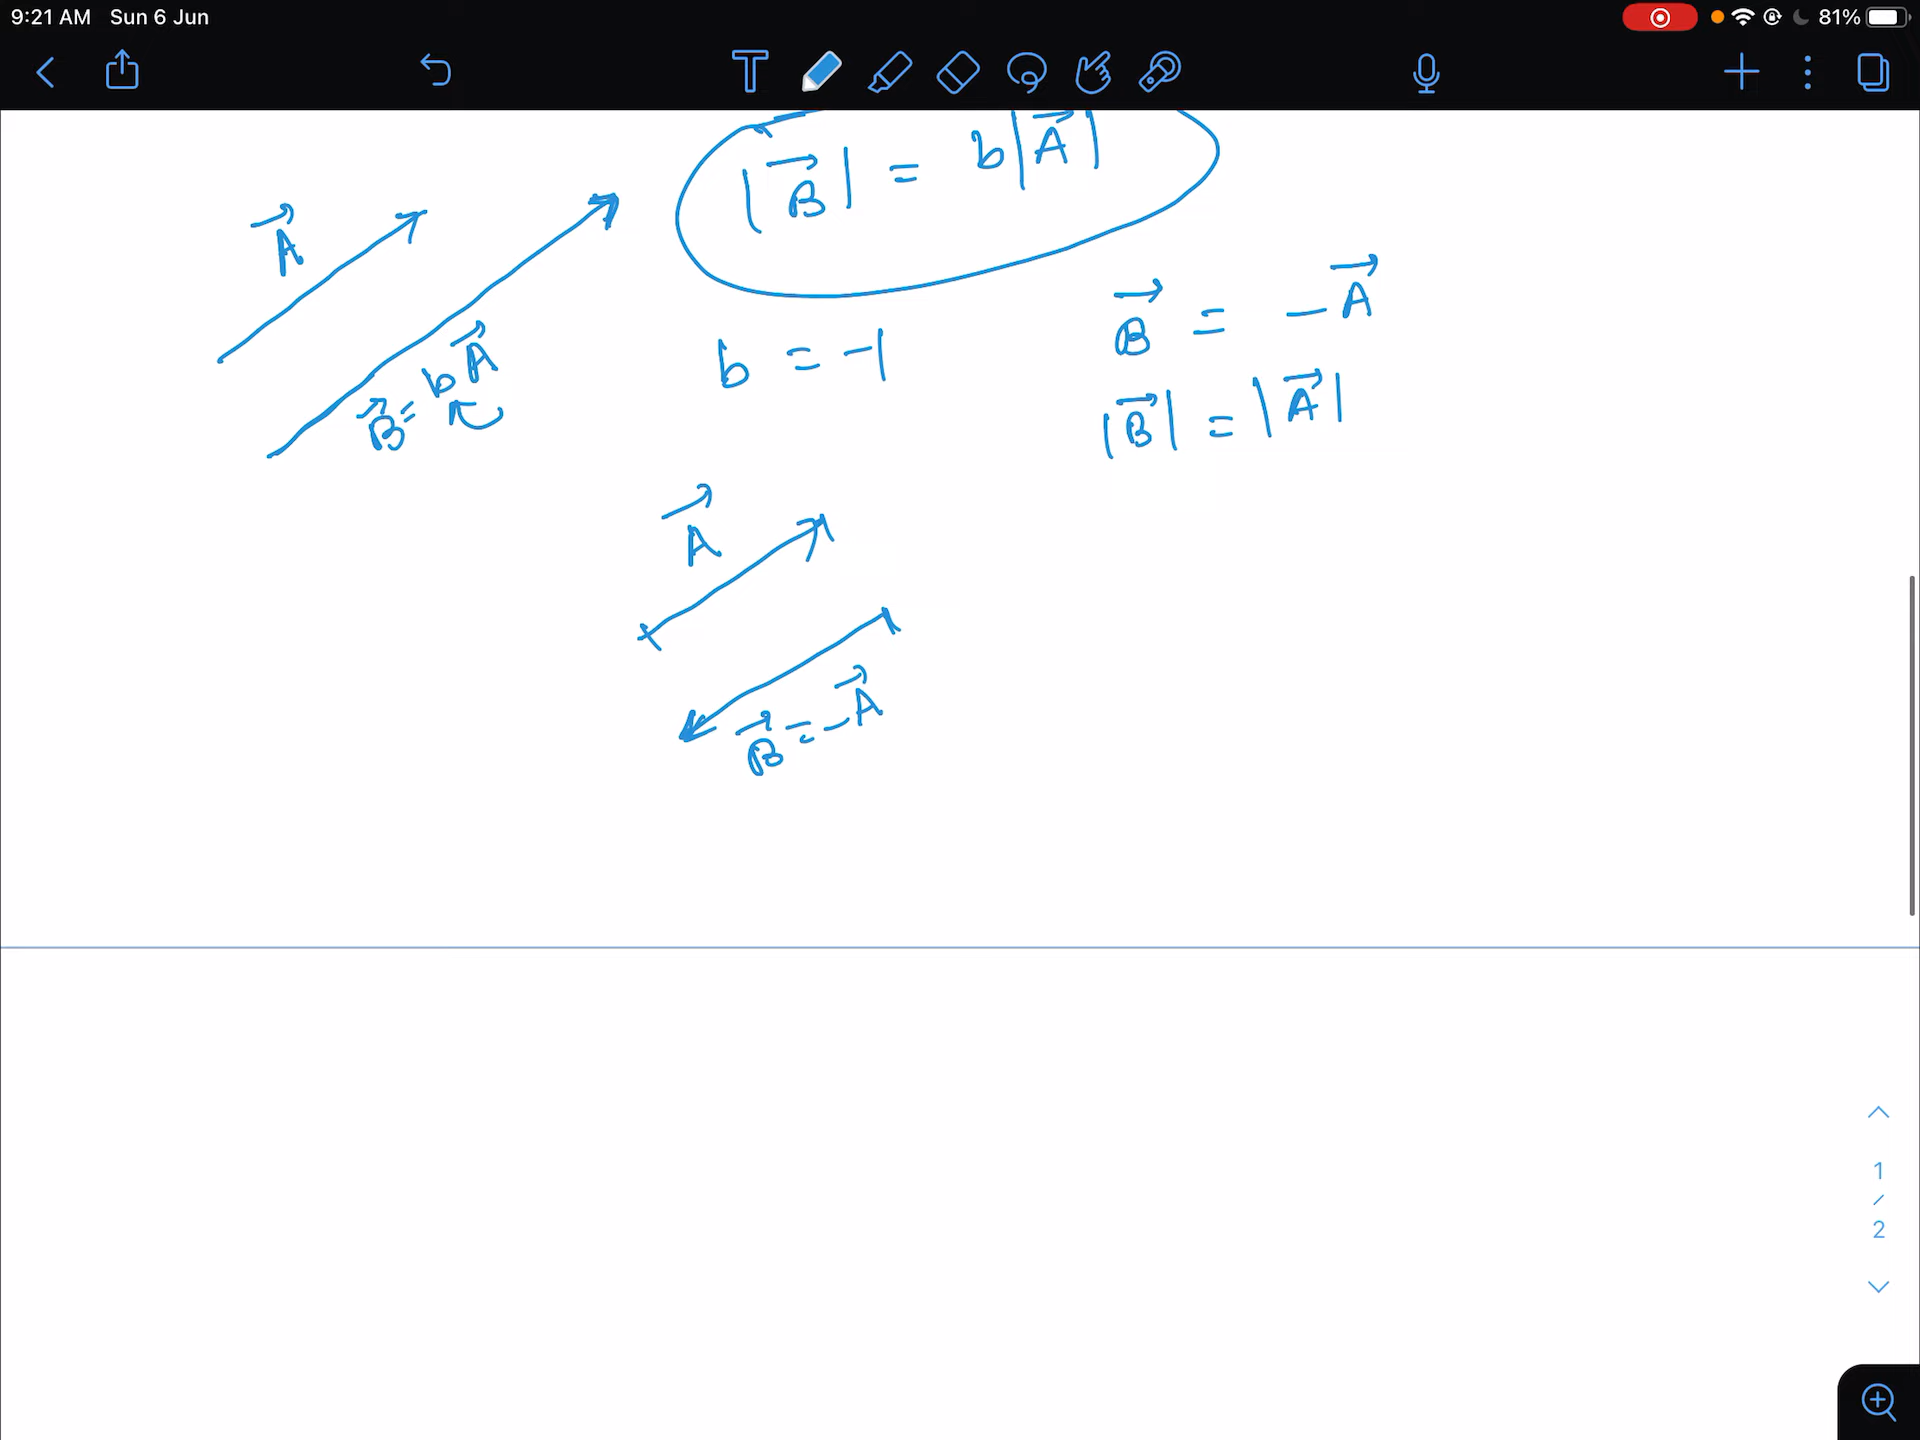 9:21 AM Sun 6 Jun
81%
T
|B⃗| = b|A⃗|
A⃗
B⃗ = bA⃗
b = -1
B⃗ = -A⃗
|B⃗| = |A⃗|
A⃗
B⃗ = -A⃗
1
/
2